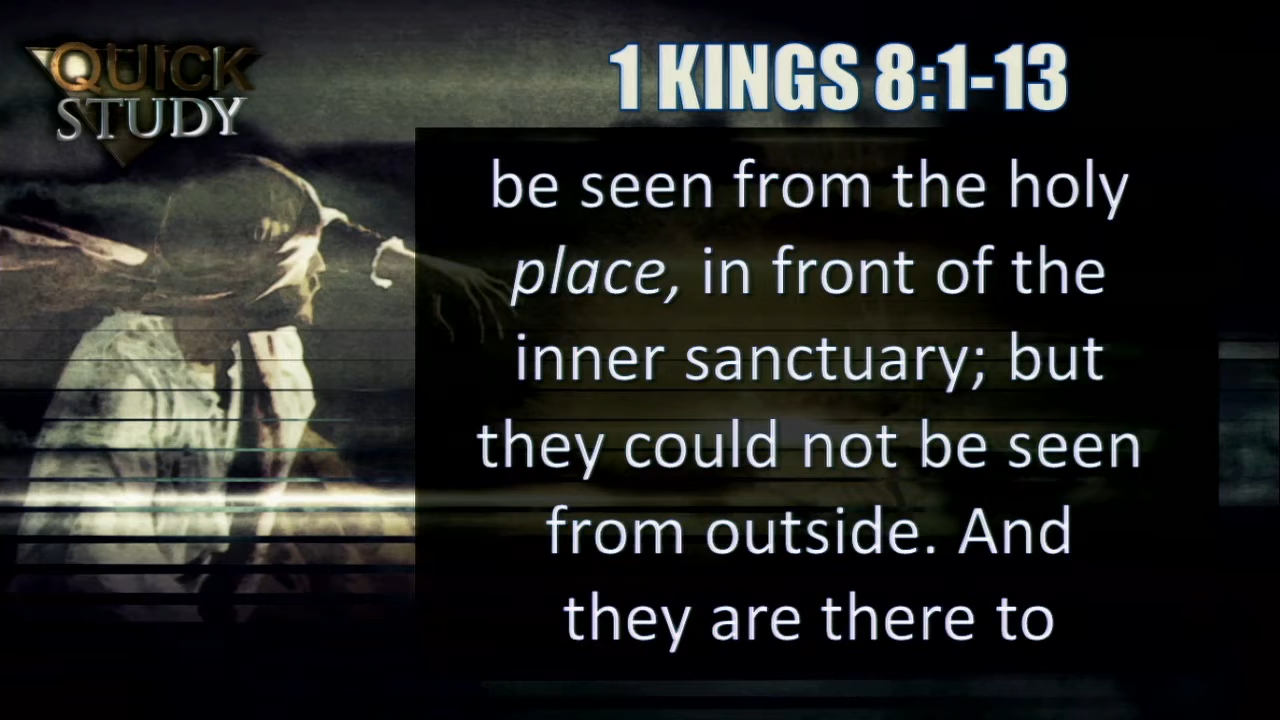 QUICK
STUDY
1 KINGS 8:1-13
be seen from the holy
place, in front of the
inner sanctuary; but
they could not be seen
from outside. And
they are there to